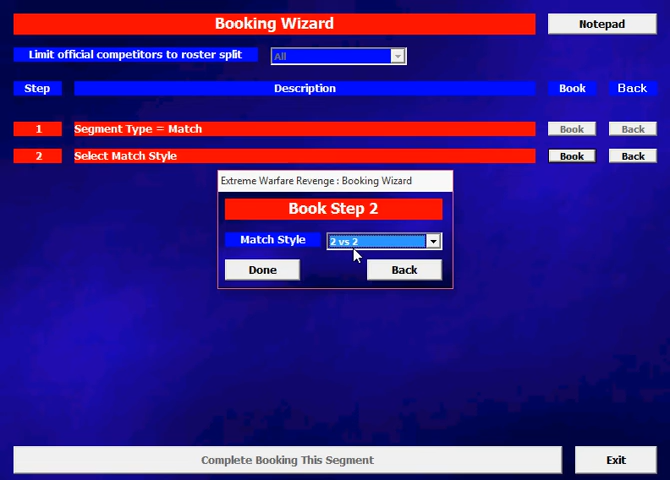 Booking Wizard
Notepad
Limit official competitors to roster split
All
Step
Description
Book
Back
1
Segment Type = Match
Book
Back
2
Select Match Style
Book
Back
Extreme Warfare Revenge : Booking Wizard
Book Step 2
Match Style
2 vs 2
Done
Back
Complete Booking This Segment
Exit